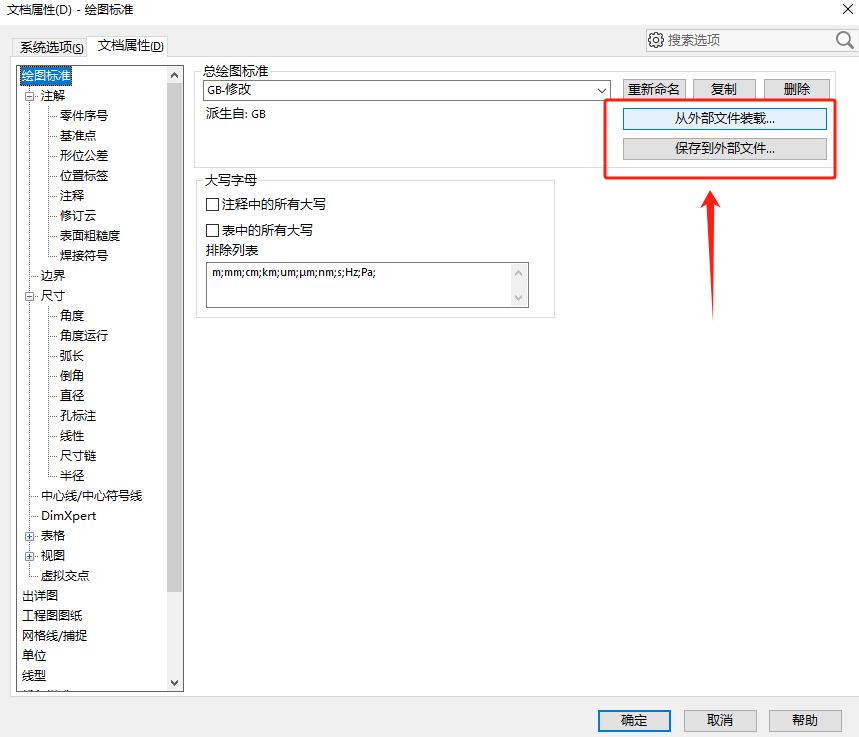 文档属性(D) - 绘图标准
系统选项(S)
文档属性(D)
搜索选项
绘图标准
注解
零件序号
基准点
形位公差
位置标签
注释
修订云
表面粗糙度
焊接符号
边界
尺寸
角度
角度运行
弧长
倒角
直径
孔标注
线性
尺寸链
半径
中心线/中心符号线
DimXpert
表格
视图
虚拟交点
出详图
工程图图纸
网格线/捕捉
单位
线型
总绘图标准
GB-修改
重新命名
复制
删除
派生自: GB
从外部文件装载...
保存到外部文件...
大写字母
注释中的所有大写
表中的所有大写
排除列表
m;mm;cm;km;um;μm;nm;s;Hz;Pa;
确定
取消
帮助